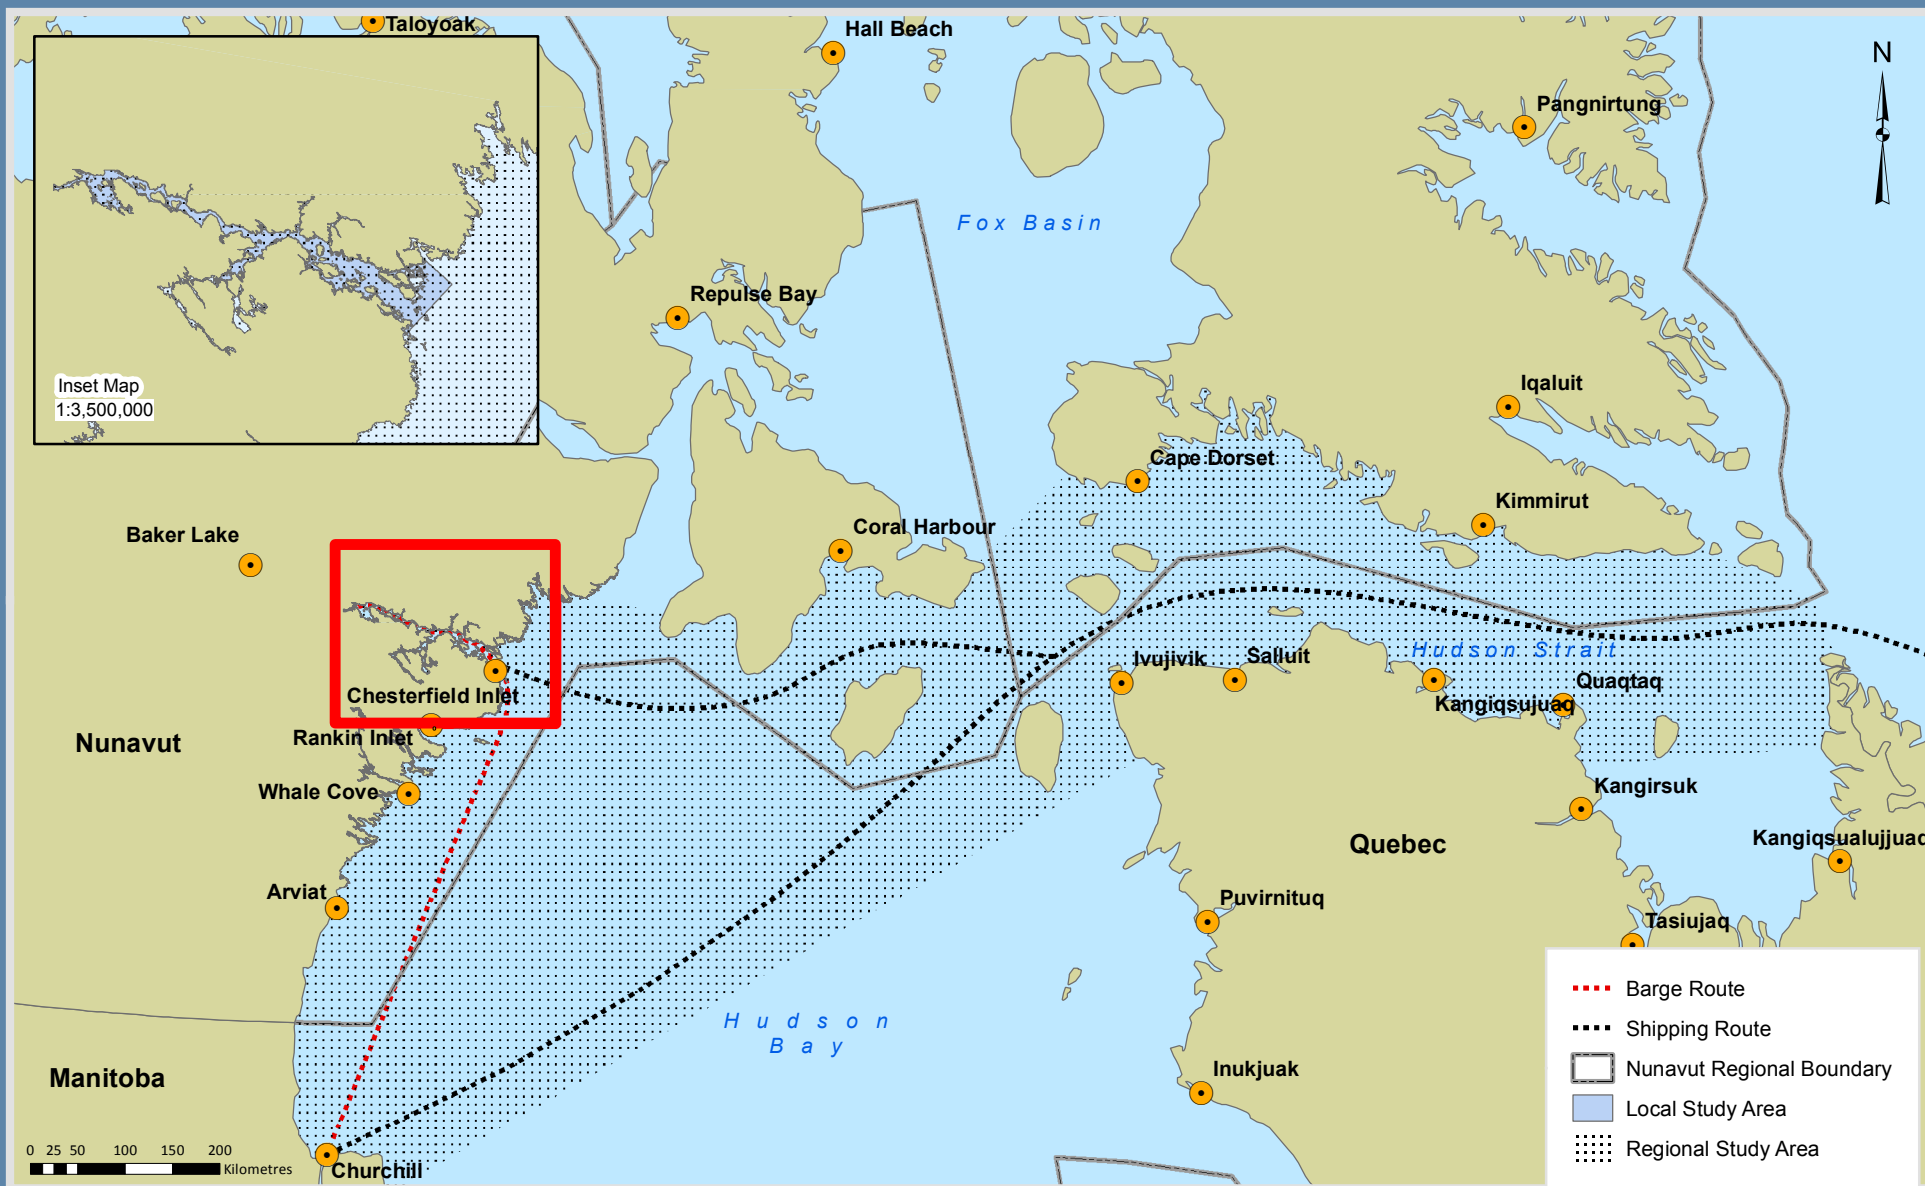 Taloyoak
Hall Beach
N
Pangnirtung
Fox Basin
Repulse Bay
Inset Map
1:3,500,000
Iqaluit
Cape Dorset
Kimmirut
Coral Harbour
Baker Lake
Hudson Strait
Ivujivik
Salluit
Quaqtaq
Chesterfield Inlet
Kangiqsujuaq
Rankin Inlet
Nunavut
Whale Cove
Kangirsuk
Quebec
Kangiqsualujjuaq
Arviat
Puvirnituq
Tasiujaq
Hudson
Bay
Inukjuak
Manitoba
Churchill
0 25 50 100 150 200
Kilometres
Barge Route
Shipping Route
Nunavut Regional Boundary
Local Study Area
Regional Study Area